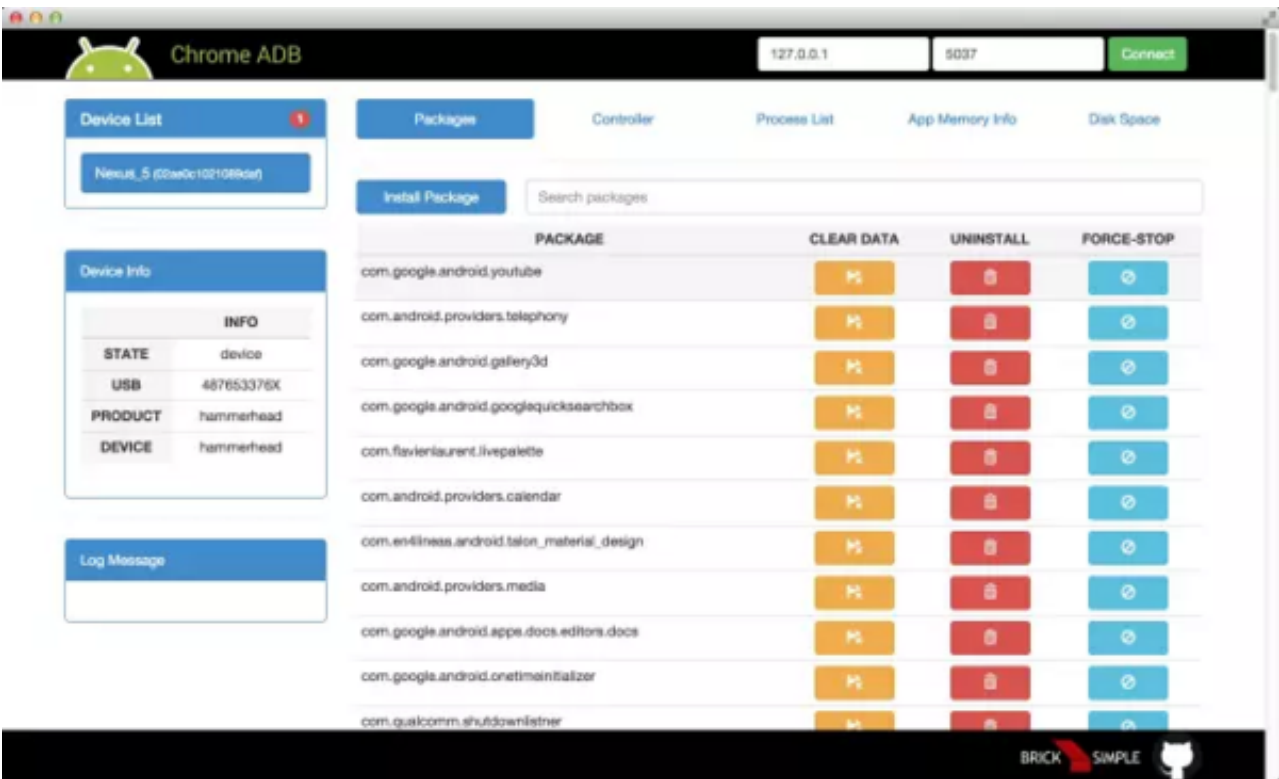 Chrome ADB
127.0.0.1
5037
Connect
Device List
1
Nexus_5
Packages
Controller
Process List
App Memory Info
Disk Space
Install Package
Search packages
Device Info
INFO
STATE device
USB 487653376X
PRODUCT hammerhead
DEVICE hammerhead
Log Message
PACKAGE CLEAR DATA UNINSTALL FORCE-STOP
com.google.android.youtube
com.android.providers.telephony
com.google.android.gallery3d
com.google.android.googlequicksearchbox
com.flavienlaurent.livepalette
com.android.providers.calendar
com.android.providers.media
com.google.android.apps.docs.editors.docs
com.google.android.onetimeinitializer
com.qualcomm.shutdownlistner
BRICK SIMPLE